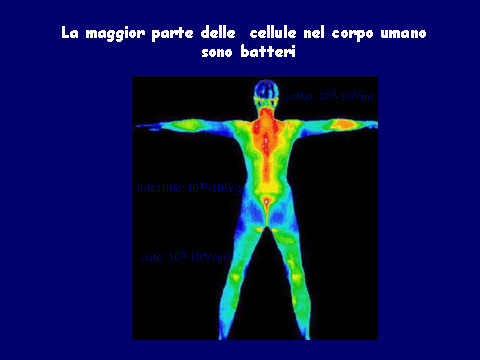 La maggior parte delle cellule nel corpo umano
sono batteri
intestino:
cute: